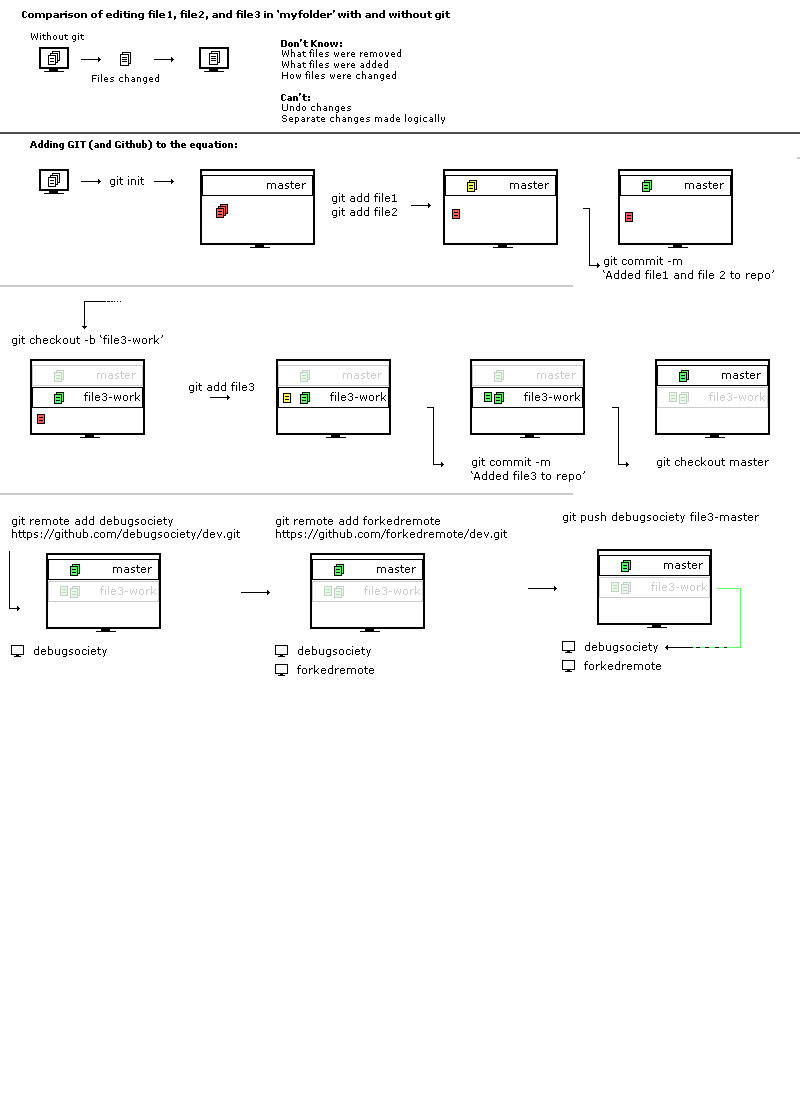 Comparison of editing file1, file2, and file3 in 'myfolder' with and without git
Without git
Files changed
Don't Know:
What files were removed
What files were added
How files were changed
Can't:
Undo changes
Separate changes made logically
Adding GIT (and Github) to the equation:
git init
master
git add file1
git add file2
master
master
git commit -m
'Added file1 and file 2 to repo'
git checkout -b 'file3-work'
master
file3-work
git add file3
master
file3-work
master
file3-work
git commit -m
'Added file3 to repo'
master
file3-work
git checkout master
git remote add debugsociety
https://github.com/debugsociety/dev.git
master
file3-work
debugsociety
git remote add forkedremote
https://github.com/forkedremote/dev.git
master
file3-work
debugsociety
forkedremote
git push debugsociety file3-master
master
file3-work
debugsociety
forkedremote